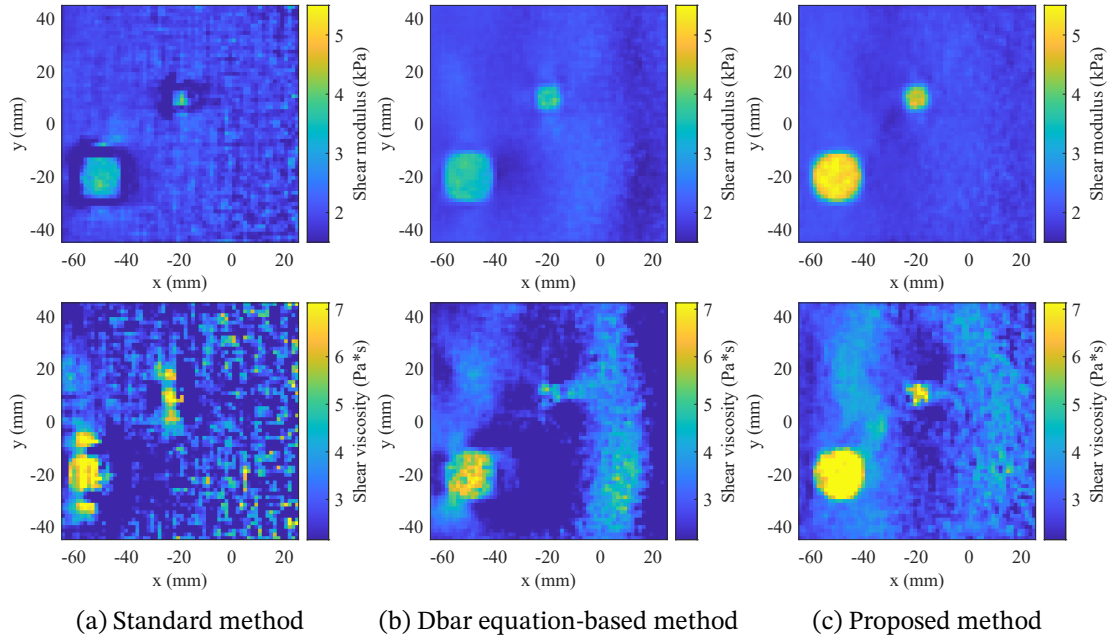 40
20
0
-20
-40
y (mm)
-60 -40 -20 0 20
x (mm)
5
4
3
2
Shear modulus (kPa)
40
20
0
-20
-40
y (mm)
-60 -40 -20 0 20
x (mm)
5
4
3
2
Shear modulus (kPa)
40
20
0
-20
-40
y (mm)
-60 -40 -20 0 20
x (mm)
5
4
3
2
Shear modulus (kPa)
40
20
0
-20
-40
y (mm)
-60 -40 -20 0 20
x (mm)
7
6
5
4
3
Shear viscosity (Pa*s)
40
20
0
-20
-40
y (mm)
-60 -40 -20 0 20
x (mm)
7
6
5
4
3
Shear viscosity (Pa*s)
40
20
0
-20
-40
y (mm)
-60 -40 -20 0 20
x (mm)
7
6
5
4
3
Shear viscosity (Pa*s)
(a) Standard method
(b) Dbar equation-based method
(c) Proposed method